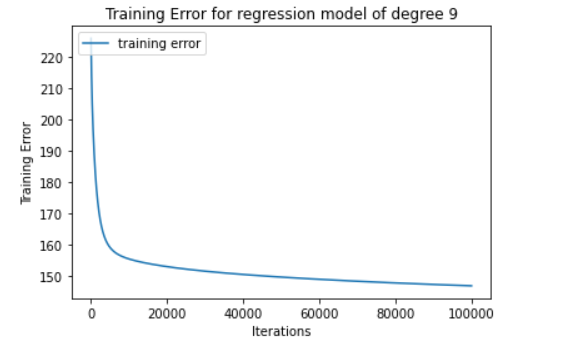 Training Error for regression model of degree 9
training error
220
210
200
190
180
170
160
150
Training Error
0 20000 40000 60000 80000 100000
Iterations